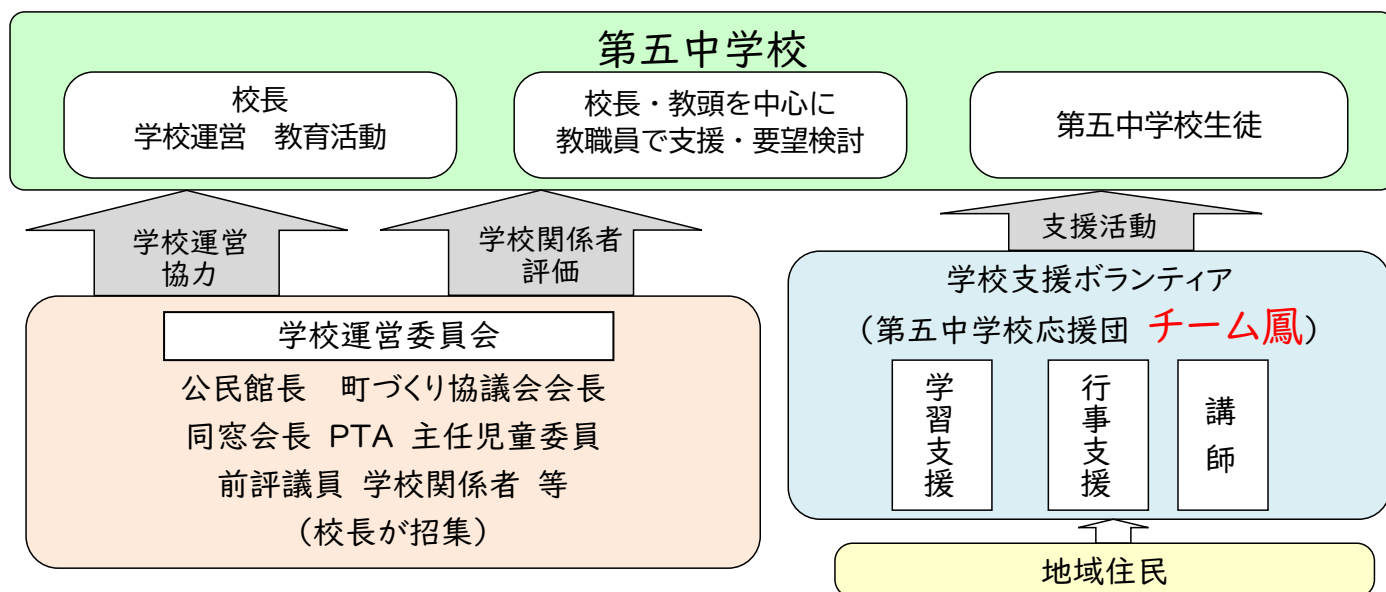 第五中学校
校長
学校運営　教育活動
校長・教頭を中心に
教職員で支援・要望検討
第五中学校生徒
学校運営
協力
学校関係者
評価
支援活動
学校運営委員会
公民館長　町づくり協議会会長
同窓会長 PTA 主任児童委員
前評議員 学校関係者 等
（校長が招集）
学校支援ボランティア
（第五中学校応援団 チーム鳳）
学習支援
行事支援
講師
地域住民